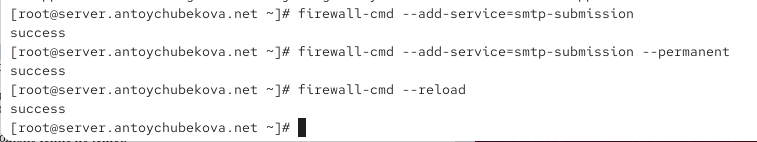 [root@server.antoychubekova.net ~]# firewall-cmd --add-service=smtp-submission
success
[root@server.antoychubekova.net ~]# firewall-cmd --add-service=smtp-submission --permanent
success
[root@server.antoychubekova.net ~]# firewall-cmd --reload
success
[root@server.antoychubekova.net ~]#